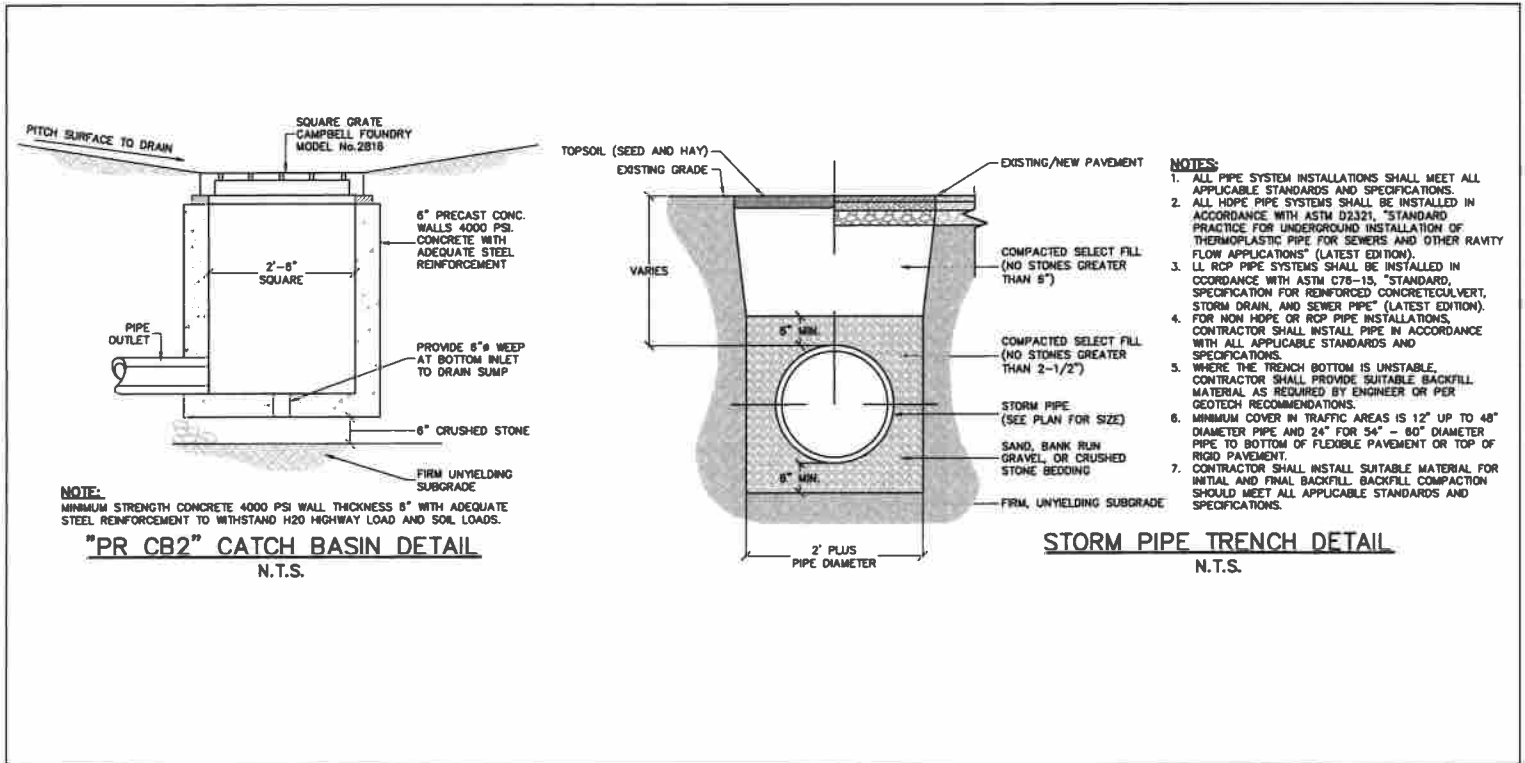 PITCH SURFACE TO DRAIN
SQUARE GRATE
CAMPBELL FOUNDRY
MODEL No.2818
6" PRECAST CONC.
WALLS 4000 PSI.
CONCRETE WITH
ADEQUATE STEEL
REINFORCEMENT
2'-6"
SQUARE
PIPE
OUTLET
PROVIDE 6"ø WEEP
AT BOTTOM INLET
TO DRAIN SUMP
6" CRUSHED STONE
FIRM UNYIELDING
SUBGRADE
NOTE:
MINIMUM STRENGTH CONCRETE 4000 PSI WALL THICKNESS 6" WITH ADEQUATE
STEEL REINFORCEMENT TO WITHSTAND H20 HIGHWAY LOAD AND SOIL LOADS.
"PR CB2" CATCH BASIN DETAIL
N.T.S.
TOPSOIL (SEED AND HAY)
EXISTING GRADE
EXISTING/NEW PAVEMENT
VARIES
COMPACTED SELECT FILL
(NO STONES GREATER
THAN 6")
6" MIN.
COMPACTED SELECT FILL
(NO STONES GREATER
THAN 2-1/2")
STORM PIPE
(SEE PLAN FOR SIZE)
SAND, BANK RUN
GRAVEL, OR CRUSHED
STONE BEDDING
6" MIN.
FIRM, UNYIELDING SUBGRADE
2' PLUS
PIPE DIAMETER
NOTES:
1. ALL PIPE SYSTEM INSTALLATIONS SHALL MEET ALL
APPLICABLE STANDARDS AND SPECIFICATIONS.
2. ALL HDPE PIPE SYSTEMS SHALL BE INSTALLED IN
ACCORDANCE WITH ASTM D2321, "STANDARD
PRACTICE FOR UNDERGROUND INSTALLATION OF
THERMOPLASTIC PIPE FOR SEWERS AND OTHER RAVITY
FLOW APPLICATIONS" (LATEST EDITION).
3. LL RCP PIPE SYSTEMS SHALL BE INSTALLED IN
CCORDANCE WITH ASTM C76-15, "STANDARD,
SPECIFICATION FOR REINFORCED CONCRETECULVERT,
STORM DRAIN, AND SEWER PIPE" (LATEST EDITION).
4. FOR NON HDPE OR RCP PIPE INSTALLATIONS,
CONTRACTOR SHALL INSTALL PIPE IN ACCORDANCE
WITH ALL APPLICABLE STANDARDS AND
SPECIFICATIONS.
5. WHERE THE TRENCH BOTTOM IS UNSTABLE,
CONTRACTOR SHALL PROVIDE SUITABLE BACKFILL
MATERIAL AS REQUIRED BY ENGINEER OR PER
GEOTECH RECOMMENDATIONS.
6. MINIMUM COVER IN TRAFFIC AREAS IS 12" UP TO 48"
DIAMETER PIPE AND 24" FOR 54" - 60" DIAMETER
PIPE TO BOTTOM OF FLEXIBLE PAVEMENT OR TOP OF
RIGID PAVEMENT.
7. CONTRACTOR SHALL INSTALL SUITABLE MATERIAL FOR
INITIAL AND FINAL BACKFILL. BACKFILL COMPACTION
SHOULD MEET ALL APPLICABLE STANDARDS AND
SPECIFICATIONS.
STORM PIPE TRENCH DETAIL
N.T.S.